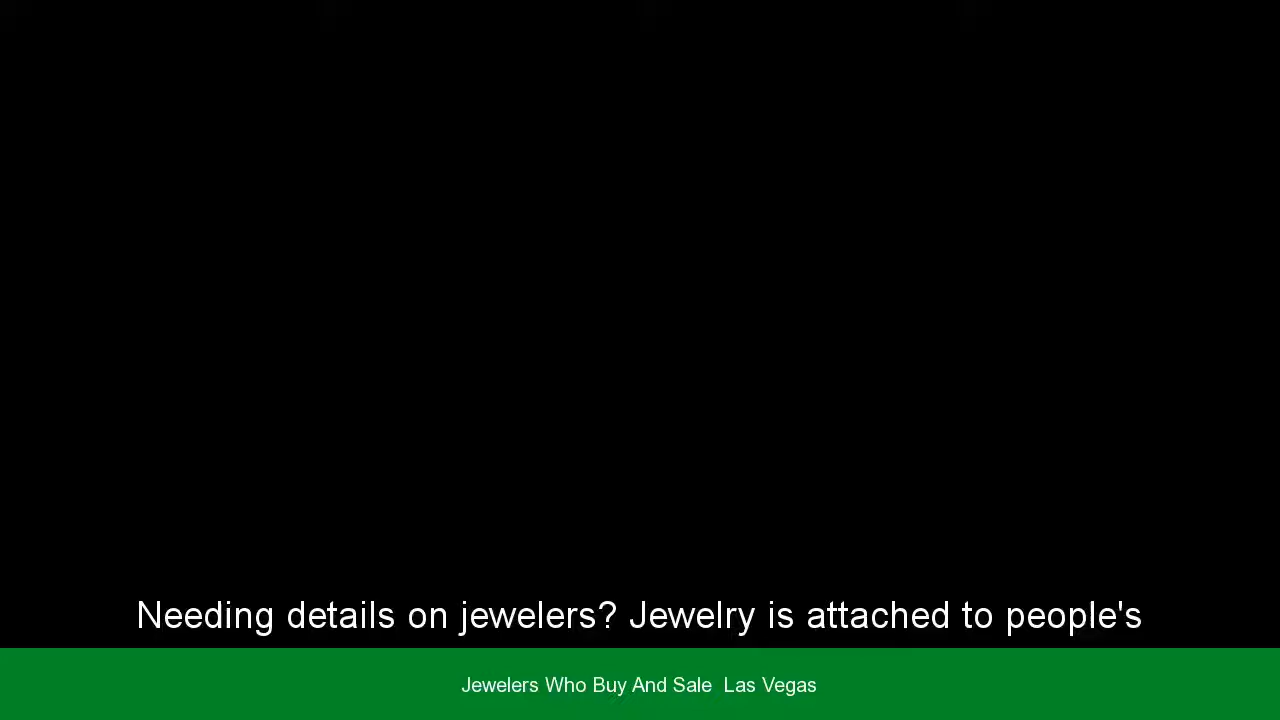 Needing details on jewelers? Jewelry is attached to people's
Jewelers Who Buy And Sale  Las Vegas